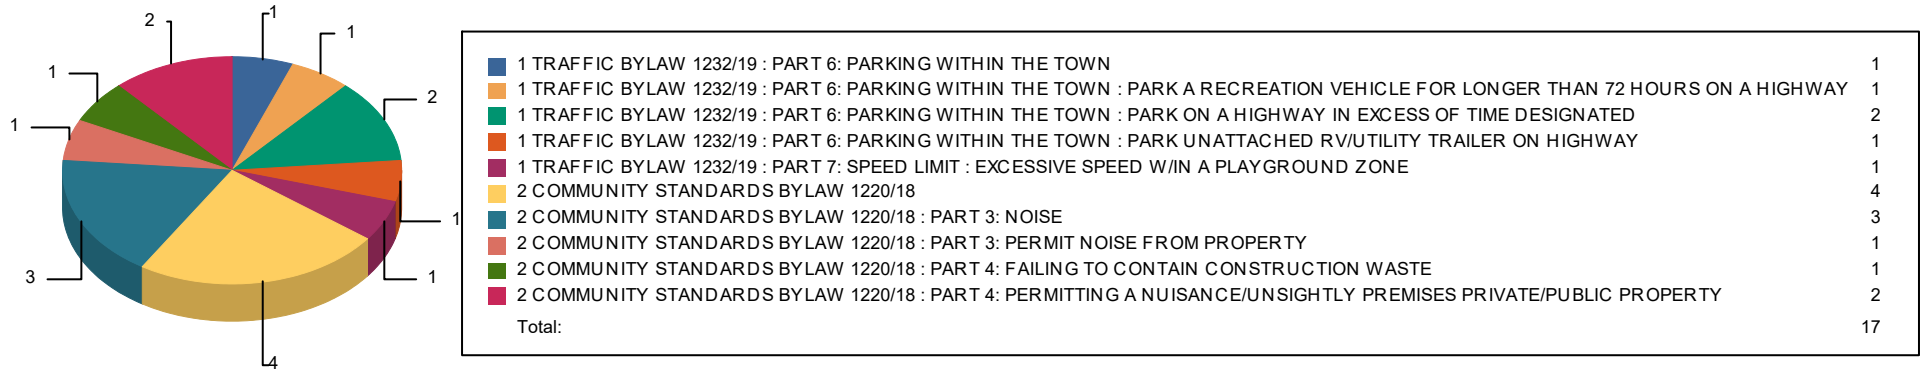 1
2
1
1
2
1
1
3
1
4
1 TRAFFIC BYLAW 1232/19 : PART 6: PARKING WITHIN THE TOWN 1
1 TRAFFIC BYLAW 1232/19 : PART 6: PARKING WITHIN THE TOWN : PARK A RECREATION VEHICLE FOR LONGER THAN 72 HOURS ON A HIGHWAY 1
1 TRAFFIC BYLAW 1232/19 : PART 6: PARKING WITHIN THE TOWN : PARK ON A HIGHWAY IN EXCESS OF TIME DESIGNATED 2
1 TRAFFIC BYLAW 1232/19 : PART 6: PARKING WITHIN THE TOWN : PARK UNATTACHED RV/UTILITY TRAILER ON HIGHWAY 1
1 TRAFFIC BYLAW 1232/19 : PART 7: SPEED LIMIT : EXCESSIVE SPEED W/IN A PLAYGROUND ZONE 1
2 COMMUNITY STANDARDS BYLAW 1220/18 4
2 COMMUNITY STANDARDS BYLAW 1220/18 : PART 3: NOISE 3
2 COMMUNITY STANDARDS BYLAW 1220/18 : PART 3: PERMIT NOISE FROM PROPERTY 1
2 COMMUNITY STANDARDS BYLAW 1220/18 : PART 4: FAILING TO CONTAIN CONSTRUCTION WASTE 1
2 COMMUNITY STANDARDS BYLAW 1220/18 : PART 4: PERMITTING A NUISANCE/UNSIGHTLY PREMISES PRIVATE/PUBLIC PROPERTY 2
Total: 17